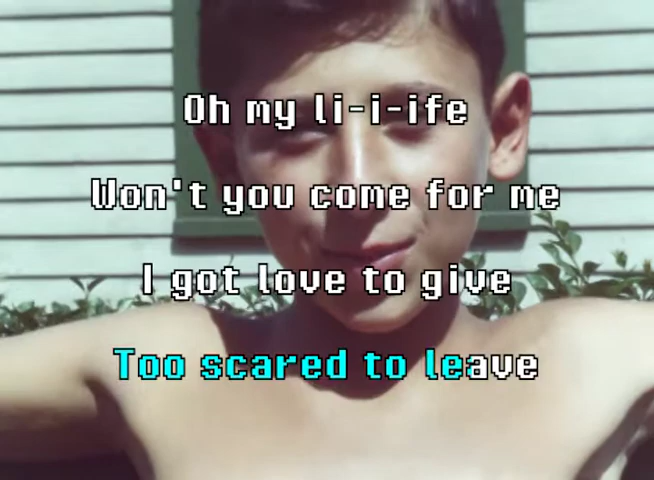 Oh my li-i-ife
Won't you come for me
I got love to give
Too scared to leave